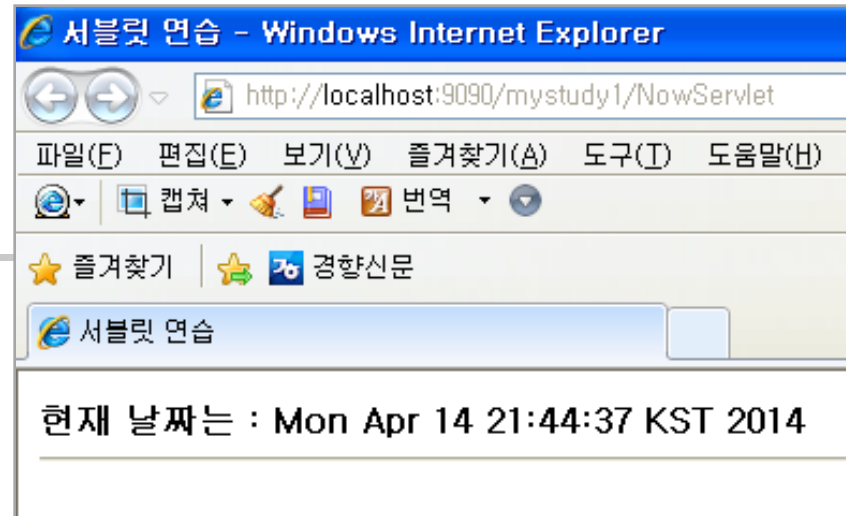 서블릿 연습 - Windows Internet Explorer
http://localhost:9090/mystudy1/NowServlet
파일(F) 편집(E) 보기(V) 즐겨찾기(A) 도구(T) 도움말(H)
캡쳐 번역
즐겨찾기 경향신문
서블릿 연습
현재 날짜는 : Mon Apr 14 21:44:37 KST 2014